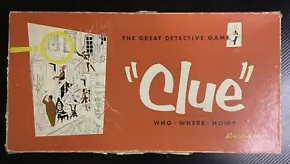 THE GREAT DETECTIVE GAME
"Clue"
WHO - WHERE - HOW?